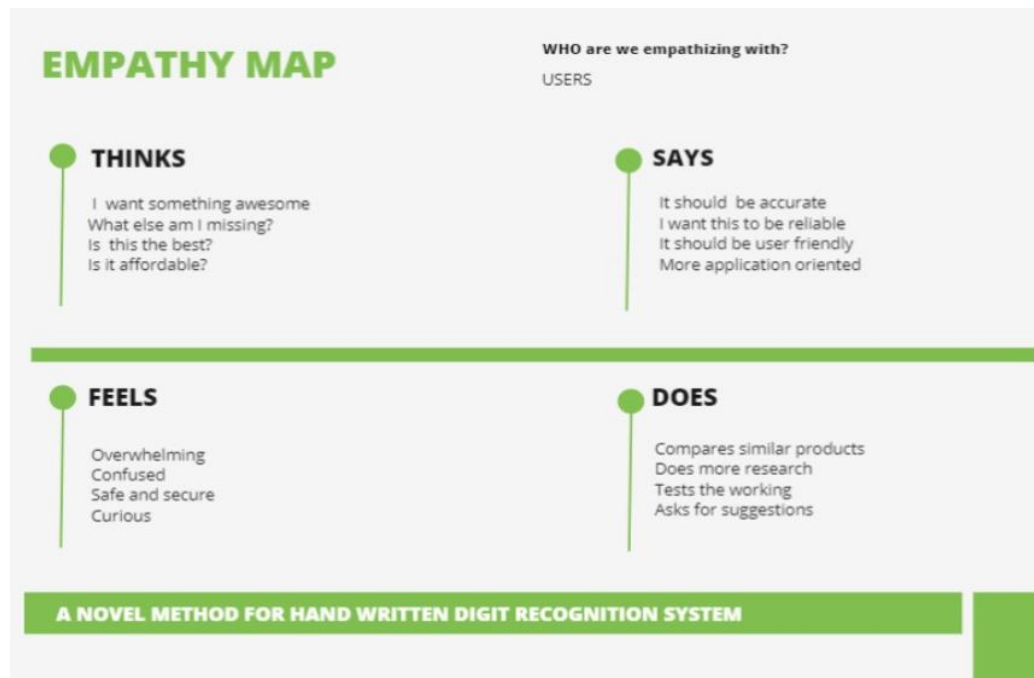 EMPATHY MAP
WHO are we empathizing with?
USERS
THINKS
I want something awesome
What else am I missing?
Is this the best?
Is it affordable?
SAYS
It should be accurate
I want this to be reliable
It should be user friendly
More application oriented
FEELS
Overwhelming
Confused
Safe and secure
Curious
DOES
Compares similar products
Does more research
Tests the working
Asks for suggestions
A NOVEL METHOD FOR HAND WRITTEN DIGIT RECOGNITION SYSTEM